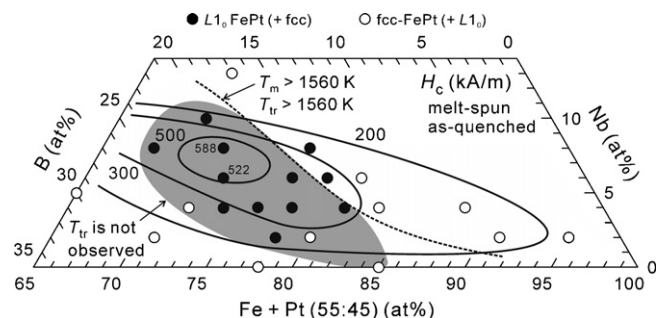 ● L1₀ FePt (+ fcc) ○ fcc-FePt (+ L1₀)
20 15 10 5 0
Tm > 1560 K
Ttr > 1560 K
Hc (kA/m)
melt-spun
as-quenched
25
B (at%)
30
35
10
Nb (at%)
5
0
500
588
522
200
300
Ttr is not
observed
65 70 75 80 85 90 95 100
Fe + Pt (55:45) (at%)